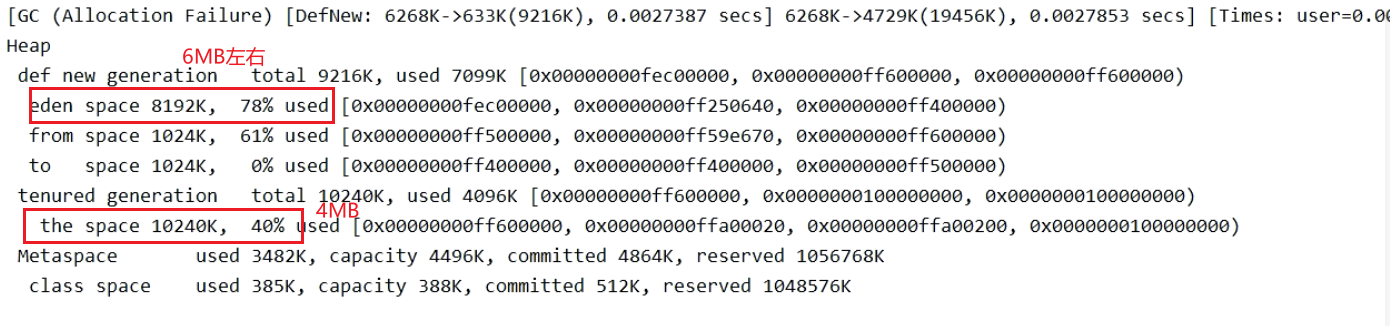 [GC (Allocation Failure) [DefNew: 6268K->633K(9216K), 0.0027387 secs] 6268K->4729K(19456K), 0.0027853 secs] [Times: user=0.00
Heap
6MB左右
def new generation   total 9216K, used 7099K [0x00000000fec00000, 0x00000000ff600000, 0x00000000ff600000)
eden space 8192K,  78% used [0x00000000fec00000, 0x00000000ff250640, 0x00000000ff400000)
from space 1024K,  61% used [0x00000000ff500000, 0x00000000ff59e670, 0x00000000ff600000)
to   space 1024K,   0% used [0x00000000ff400000, 0x00000000ff400000, 0x00000000ff500000)
tenured generation   total 10240K, used 4096K [0x00000000ff600000, 0x0000000100000000, 0x0000000100000000)
4MB
the space 10240K,  40% used [0x00000000ff600000, 0x00000000ffa00020, 0x00000000ffa00200, 0x0000000100000000)
Metaspace       used 3482K, capacity 4496K, committed 4864K, reserved 1056768K
class space    used 385K, capacity 388K, committed 512K, reserved 1048576K